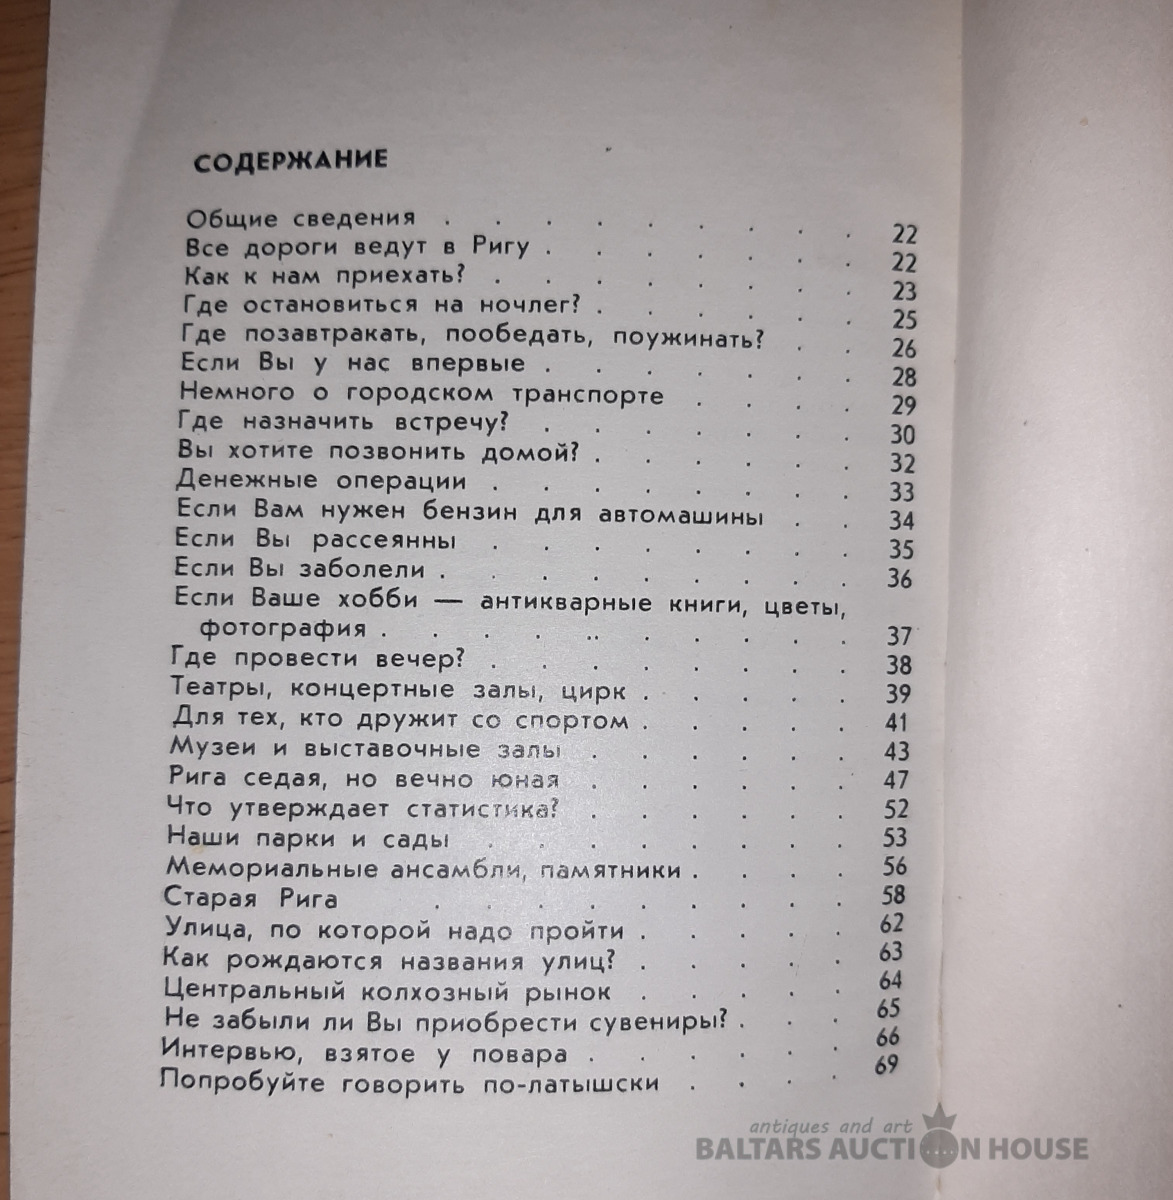 СОДЕРЖАНИЕ
Общие сведения . . . . . . . . . 22
Все дороги ведут в Ригу . . . . . . . 22
Как к нам приехать? . . . . . . . . 23
Где остановиться на ночлег? . . . . . . 25
Где позавтракать, пообедать, поужинать? . . 26
Если Вы у нас впервые . . . . . . . 28
Немного о городском транспорте . . . . 29
Где назначить встречу? . . . . . . . 30
Вы хотите позвонить домой? . . . . . . 32
Денежные операции . . . . . . . . 33
Если Вам нужен бензин для автомашины . . 34
Если Вы рассеянны . . . . . . . . 35
Если Вы заболели . . . . . . . . . 36
Если Ваше хобби — антикварные книги, цветы,
фотография . . . . . . . . . . 37
Где провести вечер? . . . . . . . . 38
Театры, концертные залы, цирк . . . . . 39
Для тех, кто дружит со спортом . . . . . 41
Музеи и выставочные залы . . . . . . 43
Рига седая, но вечно юная . . . . . . 47
Что утверждает статистика? . . . . . . 52
Наши парки и сады . . . . . . . . 53
Мемориальные ансамбли, памятники . . . . 56
Старая Рига . . . . . . . . . 58
Улица, по которой надо пройти . . . . . 62
Как рождаются названия улиц? . . . . . 63
Центральный колхозный рынок . . . . . 64
Не забыли ли Вы приобрести сувениры? . . . 65
Интервью, взятое у повара . . . . . . 66
Попробуйте говорить по-латышски . . . . 69
antiques and art
BALTARS AUCTION HOUSE